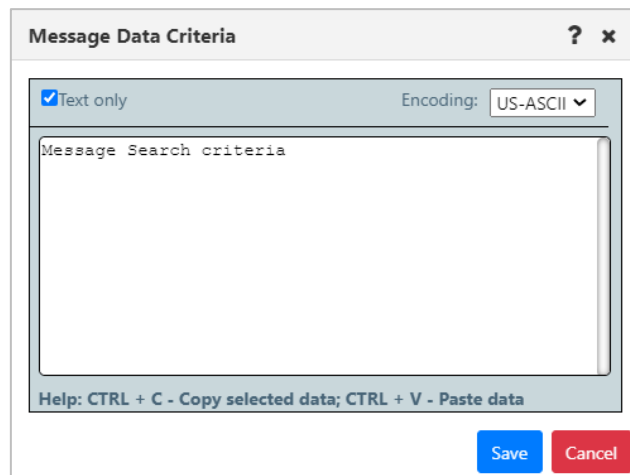 Message Data Criteria ? ×
Text only Encoding: US-ASCII
Message Search criteria
Help: CTRL + C - Copy selected data; CTRL + V - Paste data
Save Cancel